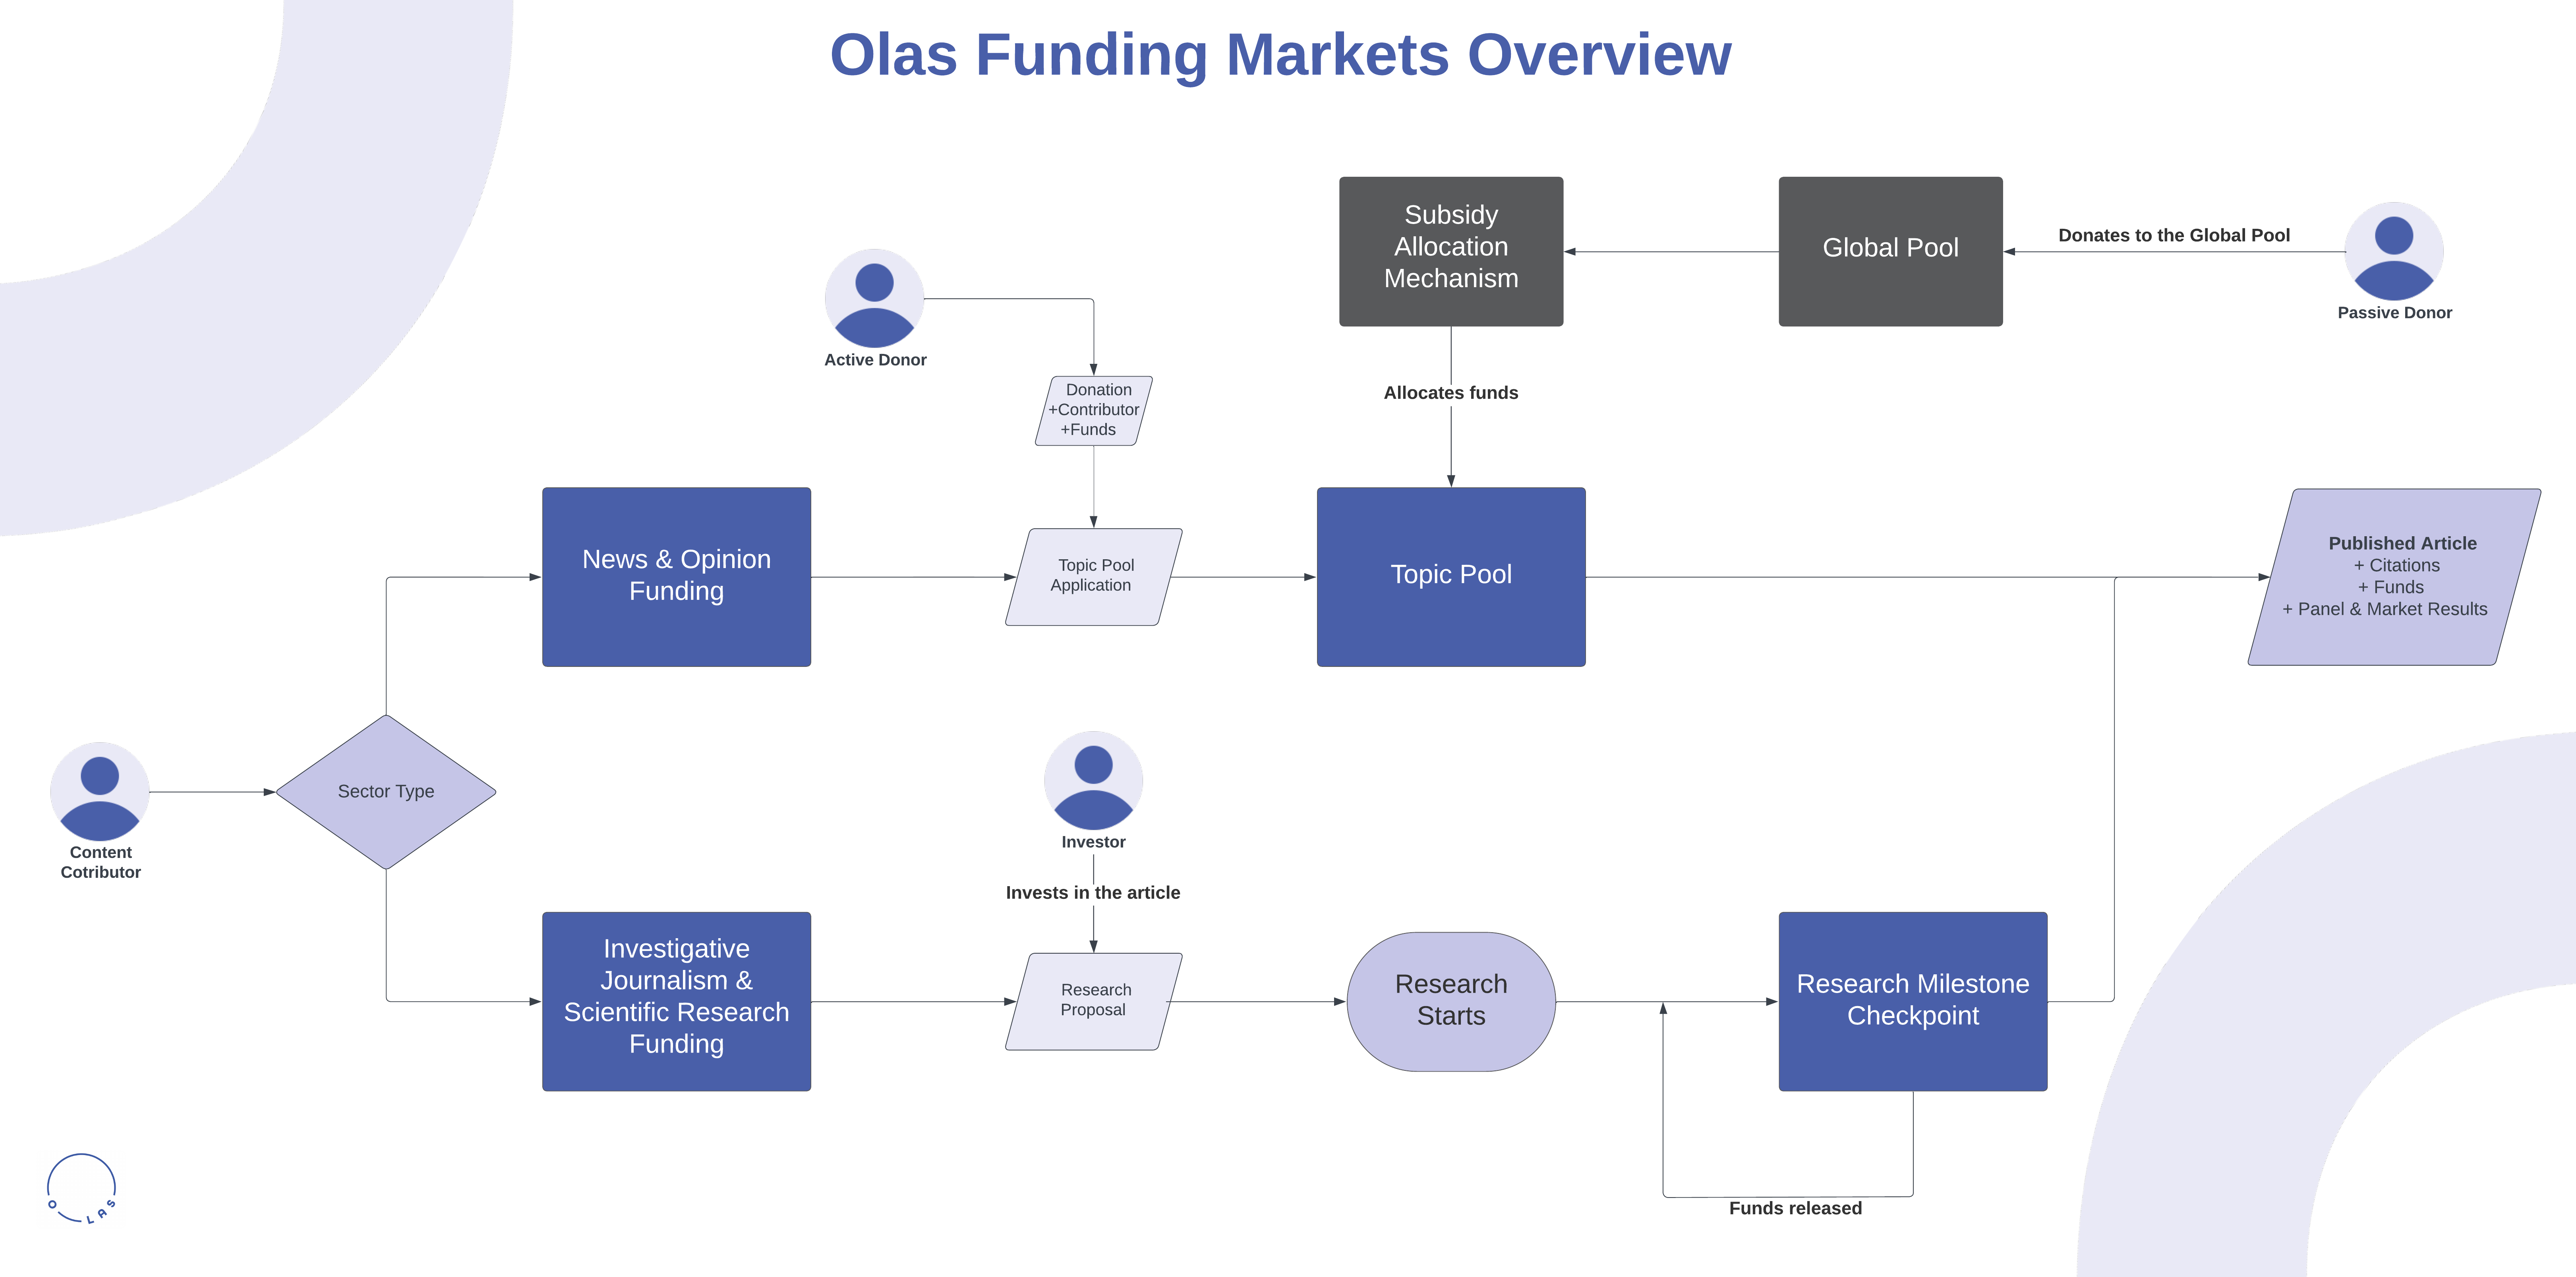 Olas Funding Markets Overview
Subsidy
Allocation
Mechanism
Global Pool
Donates to the Global Pool
Passive Donor
Active Donor
Donation
+Contributor
+Funds
Allocates funds
News & Opinion
Funding
Topic Pool
Application
Topic Pool
Published Article
+ Citations
+ Funds
+ Panel & Market Results
Sector Type
Content
Cotributor
Investor
Invests in the article
Investigative
Journalism &
Scientific Research
Funding
Research
Proposal
Research
Starts
Research Milestone
Checkpoint
Funds released
OLAS